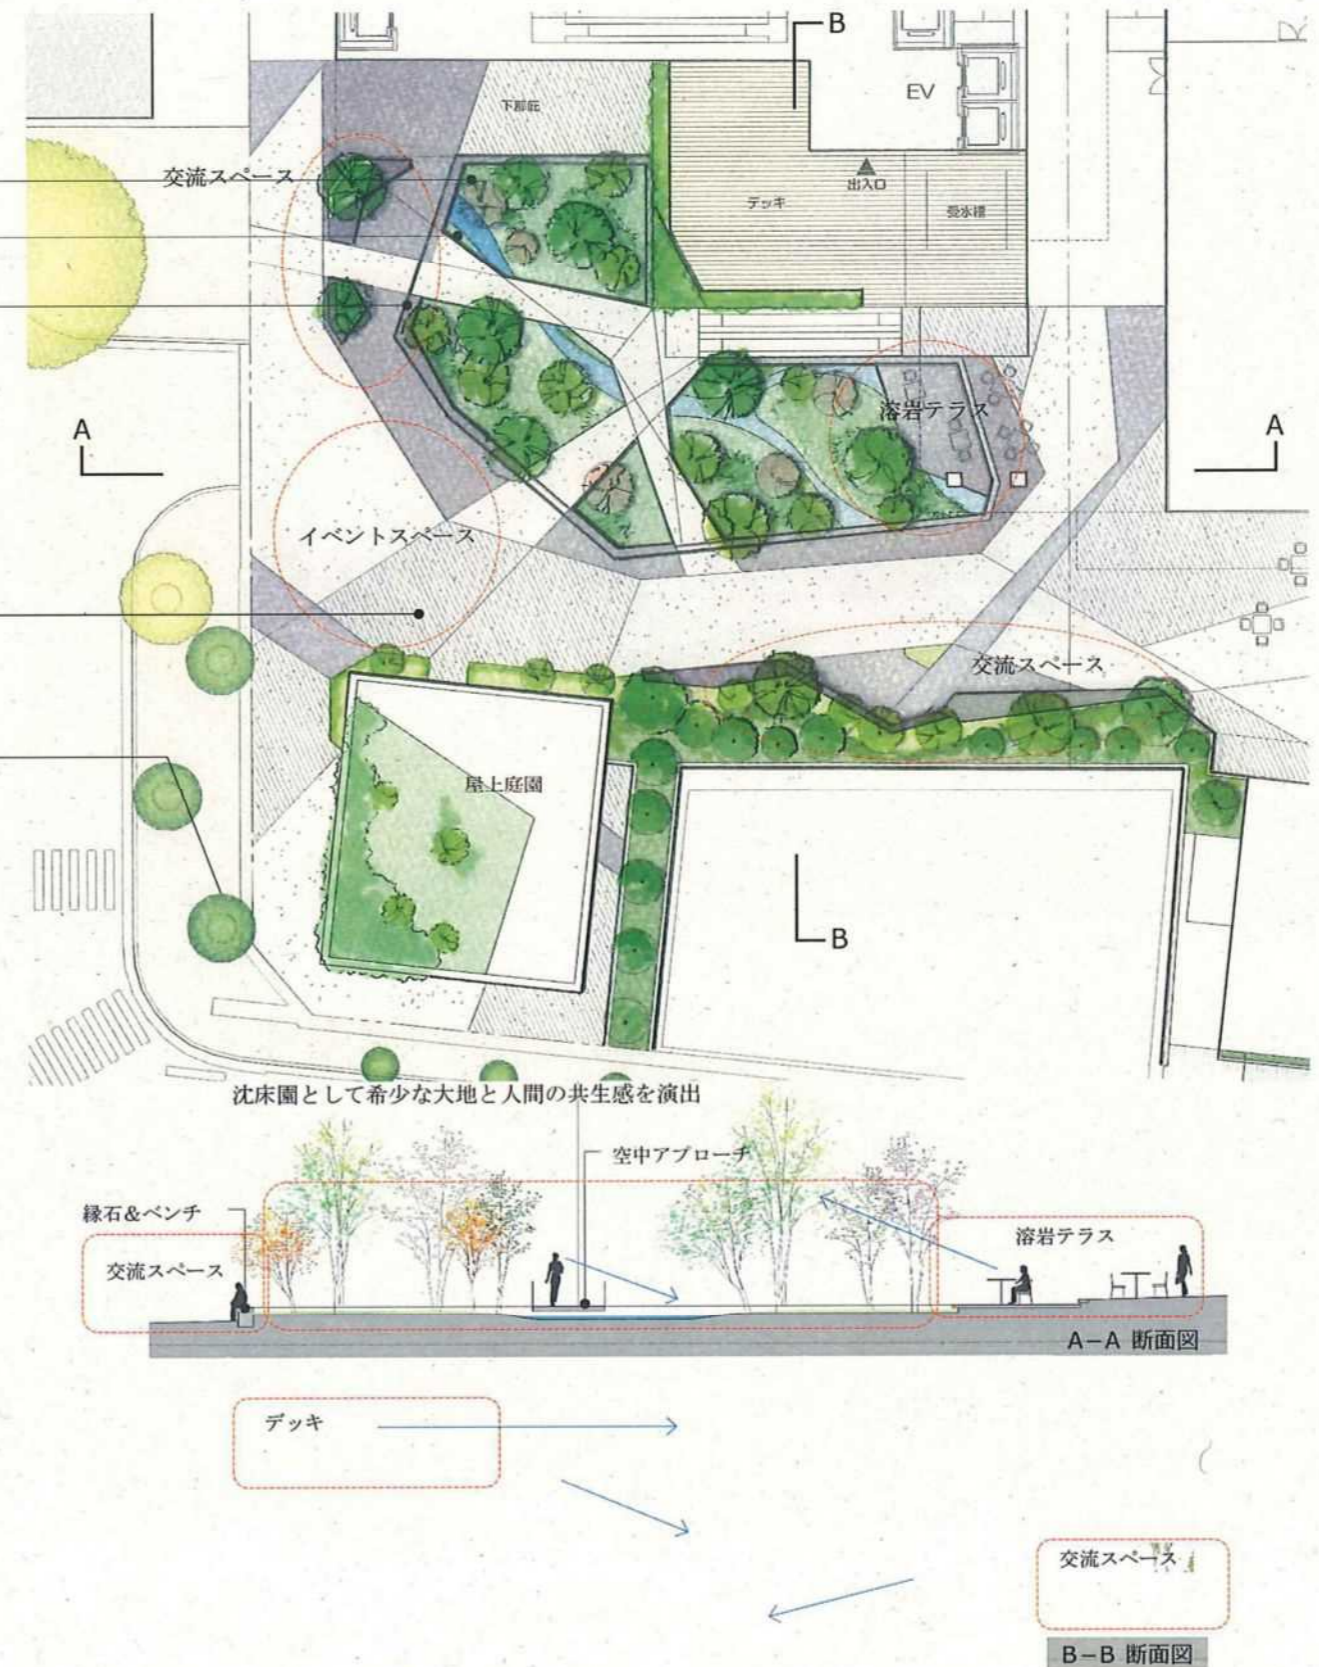 B
EV
下部庇
交流スペース
出入口
デッキ
受水槽
溶岩テラス
A
A
イベントスペース
交流スペース
屋上庭園
B
沈床園として希少な大地と人間の共生感を演出
空中アプローチ
縁石&ベンチ
交流スペース
溶岩テラス
A-A 断面図
デッキ
交流スペース
B-B 断面図